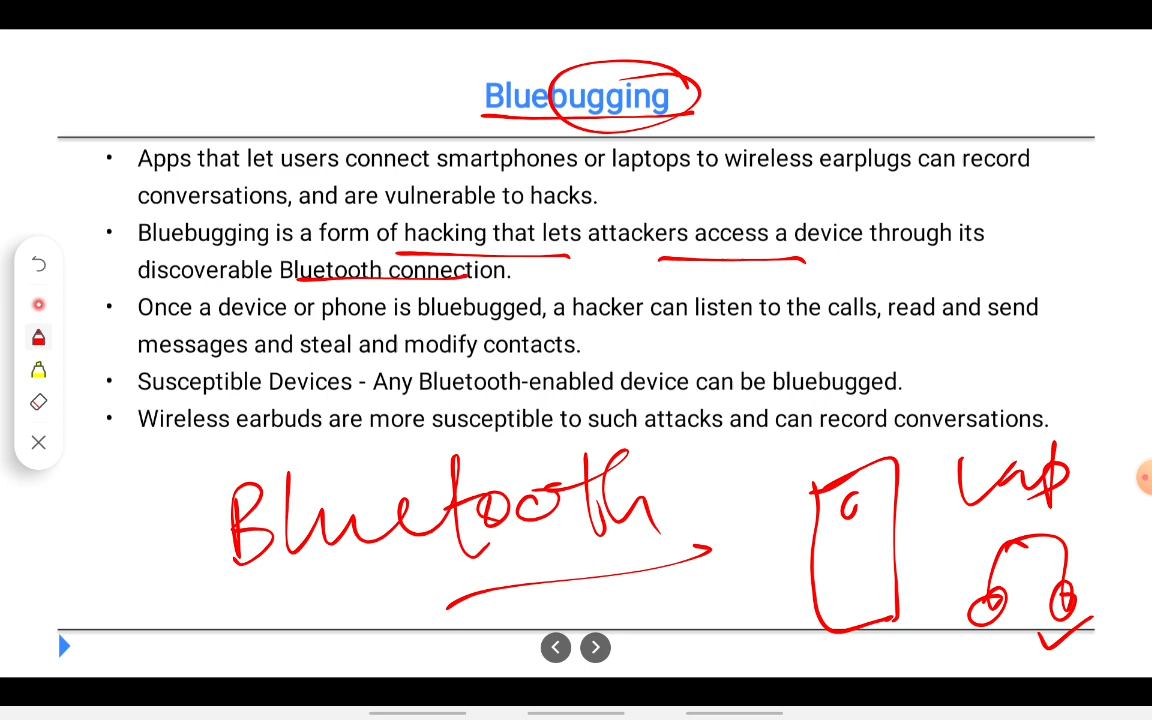 Bluebugging
• Apps that let users connect smartphones or laptops to wireless earplugs can record
conversations, and are vulnerable to hacks.
• Bluebugging is a form of hacking that lets attackers access a device through its
discoverable Bluetooth connection.
• Once a device or phone is bluebugged, a hacker can listen to the calls, read and send
messages and steal and modify contacts.
• Susceptible Devices - Any Bluetooth-enabled device can be bluebugged.
• Wireless earbuds are more susceptible to such attacks and can record conversations.
Bluetooth
Lap